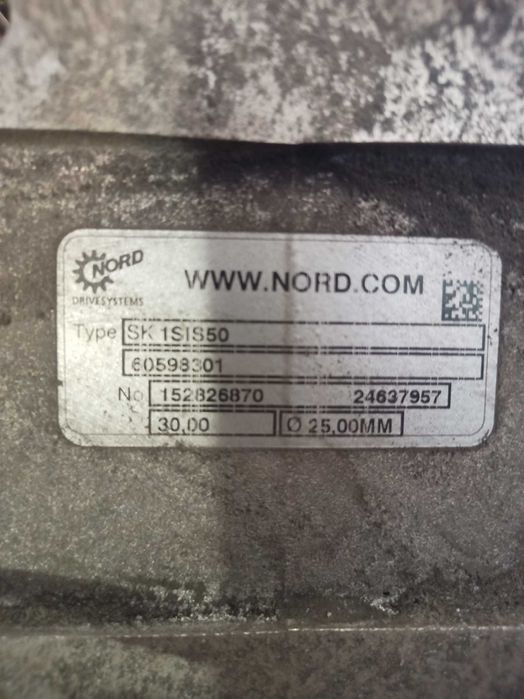 NORD
DRIVESYSTEMS
WWW.NORD.COM
Type SK 1SIS50
60598301
No 152826870 24637957
30,00 Ø 25,00MM